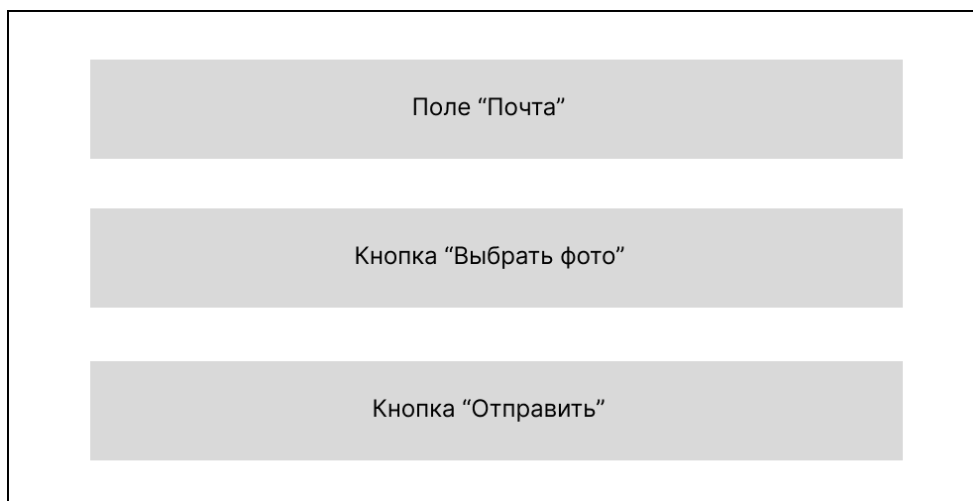 Поле “Почта”
Кнопка “Выбрать фото”
Кнопка “Отправить”